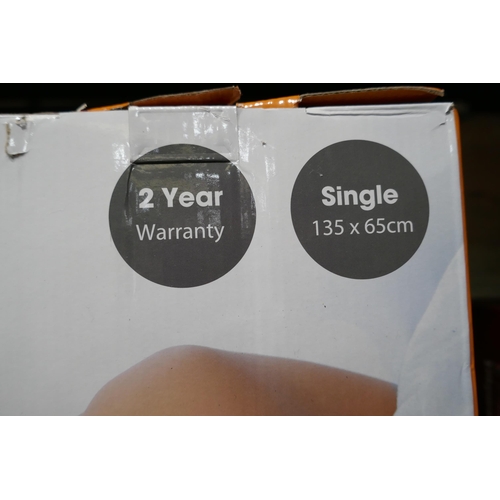 2 Year
Warranty
Single
135 x 65cm